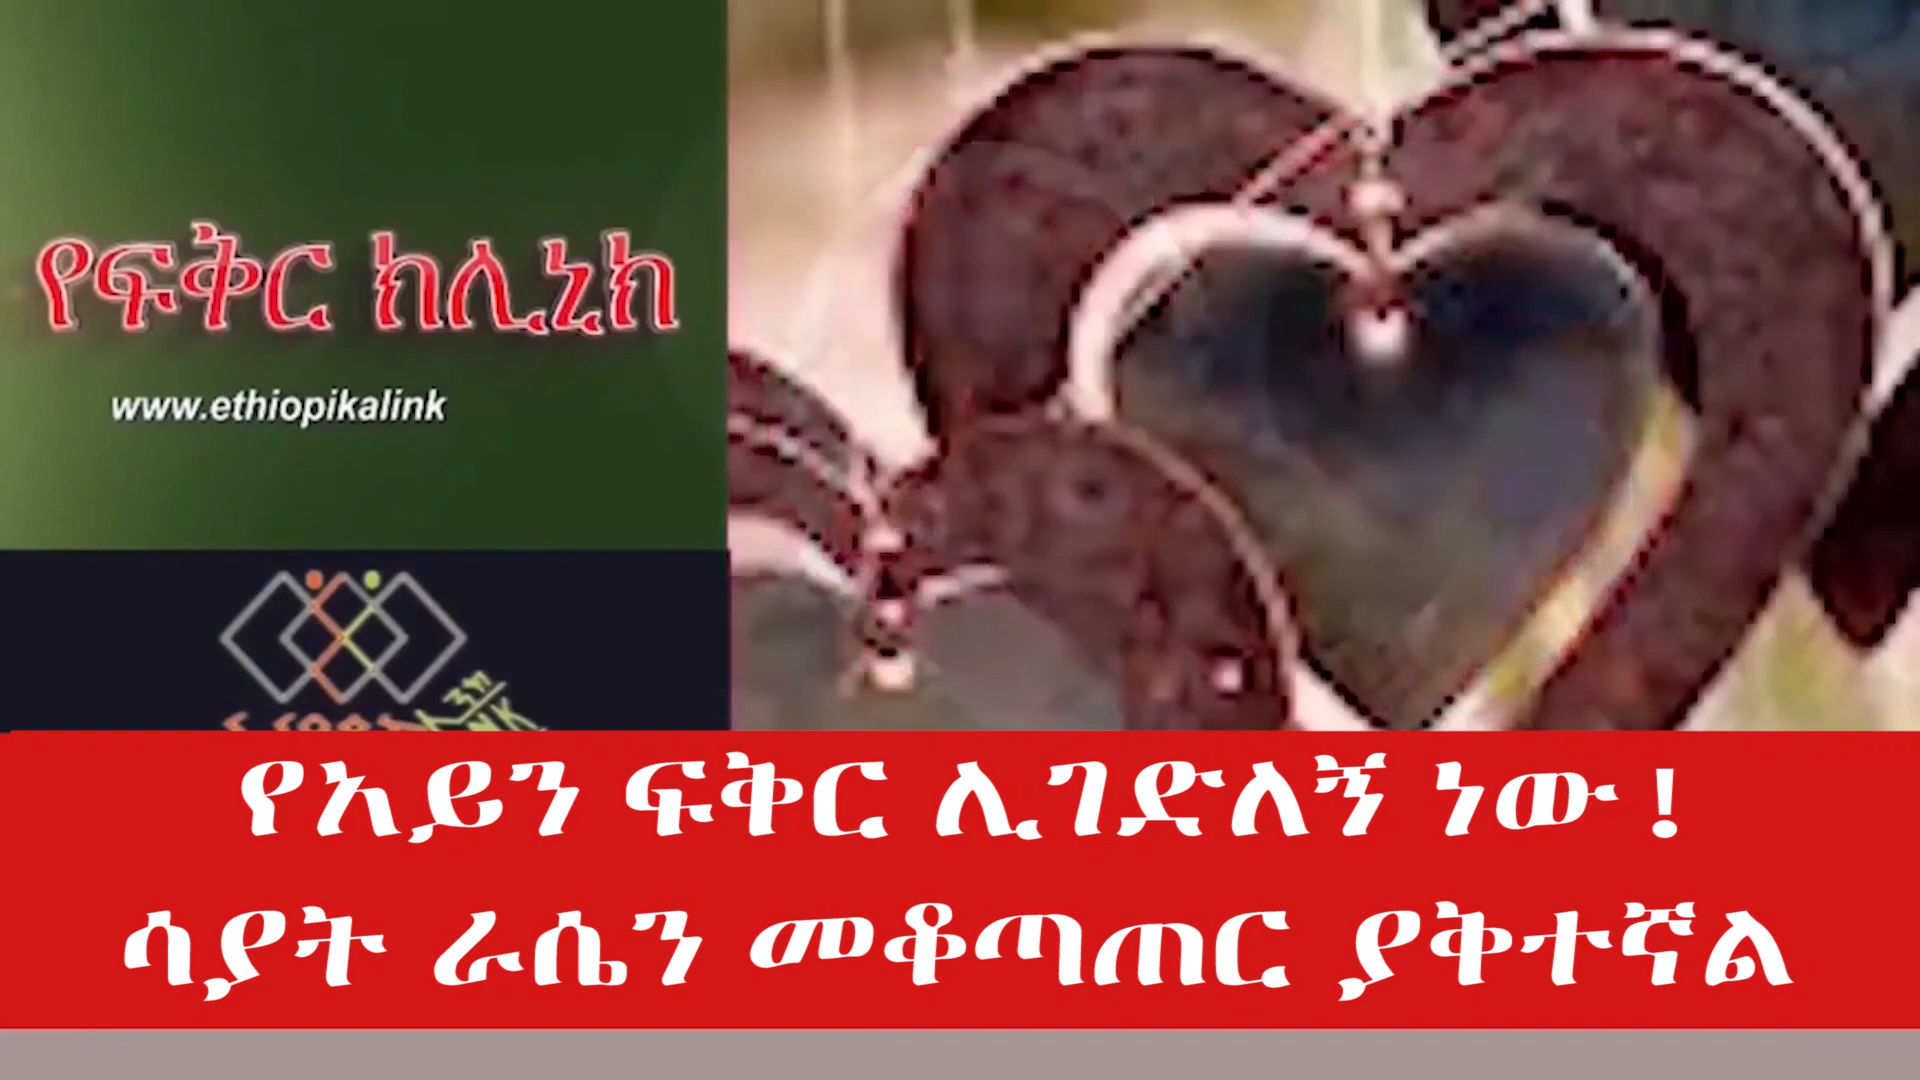 የፍቅር ክሊኒክ
www.ethiopikalink
የአይን ፍቅር ሊገድለኝ ነው!
ሳያት ራሴን መቆጣጠር ያቅተኛል